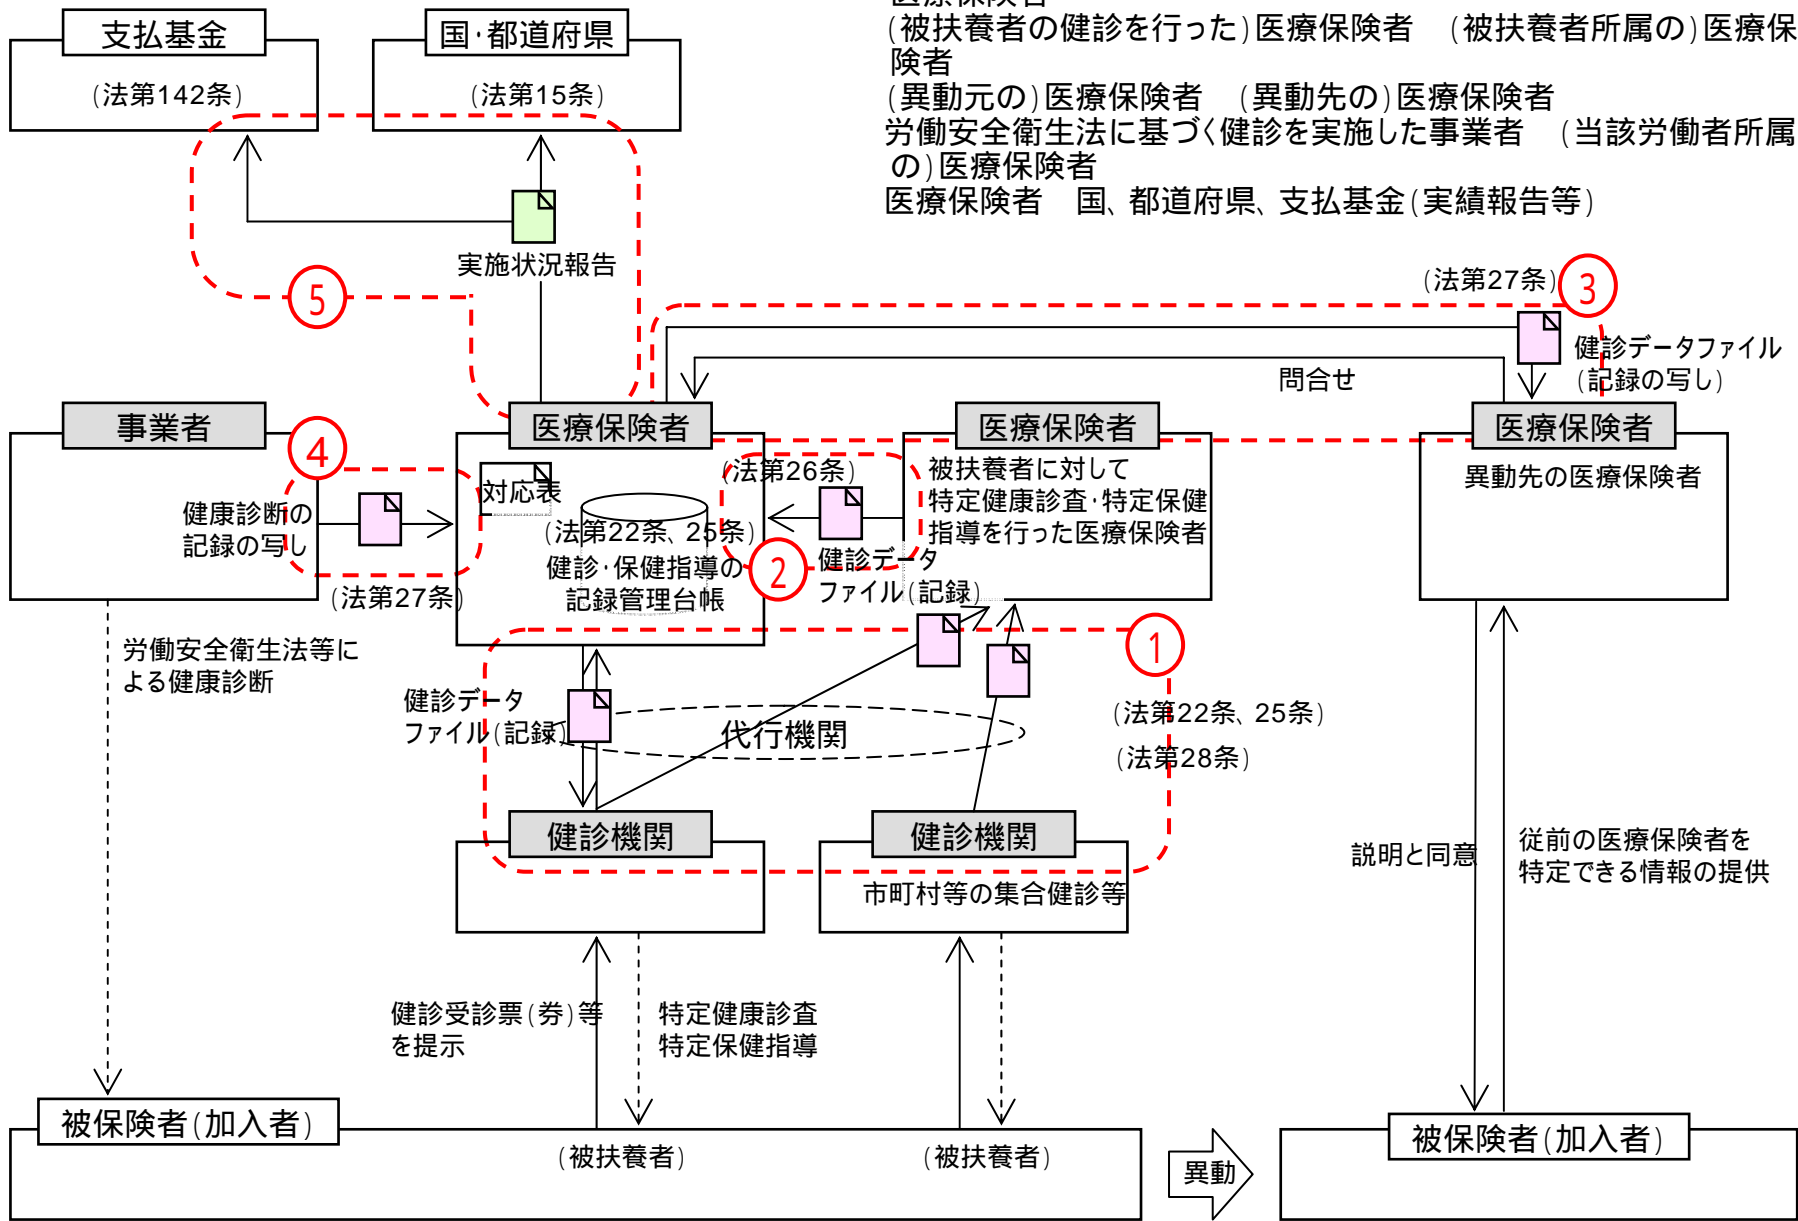 医療保険者
(被扶養者の健診を行った)医療保険者　(被扶養者所属の)医療保
険者
(異動元の)医療保険者　(異動先の)医療保険者
労働安全衛生法に基づく健診を実施した事業者　(当該労働者所属
の)医療保険者
医療保険者　国、都道府県、支払基金(実績報告等)
支払基金
(法第142条)
国・都道府県
(法第15条)
実施状況報告
5
(法第27条)
3
健診データファイル
(記録の写し)
問合せ
事業者
4
健康診断の
記録の写し
(法第27条)
医療保険者
対応表
(法第22条、25条)
健診・保健指導の
記録管理台帳
(法第26条)
2
健診データ
ファイル(記録)
医療保険者
被扶養者に対して
特定健康診査・特定保健
指導を行った医療保険者
医療保険者
異動先の医療保険者
労働安全衛生法等に
よる健康診断
1
健診データ
ファイル(記録)
代行機関
(法第22条、25条)
(法第28条)
健診機関
健診機関
市町村等の集合健診等
説明と同意
従前の医療保険者を
特定できる情報の提供
健診受診票(券)等
を提示
特定健康診査
特定保健指導
被保険者(加入者)
(被扶養者)
(被扶養者)
異動
被保険者(加入者)